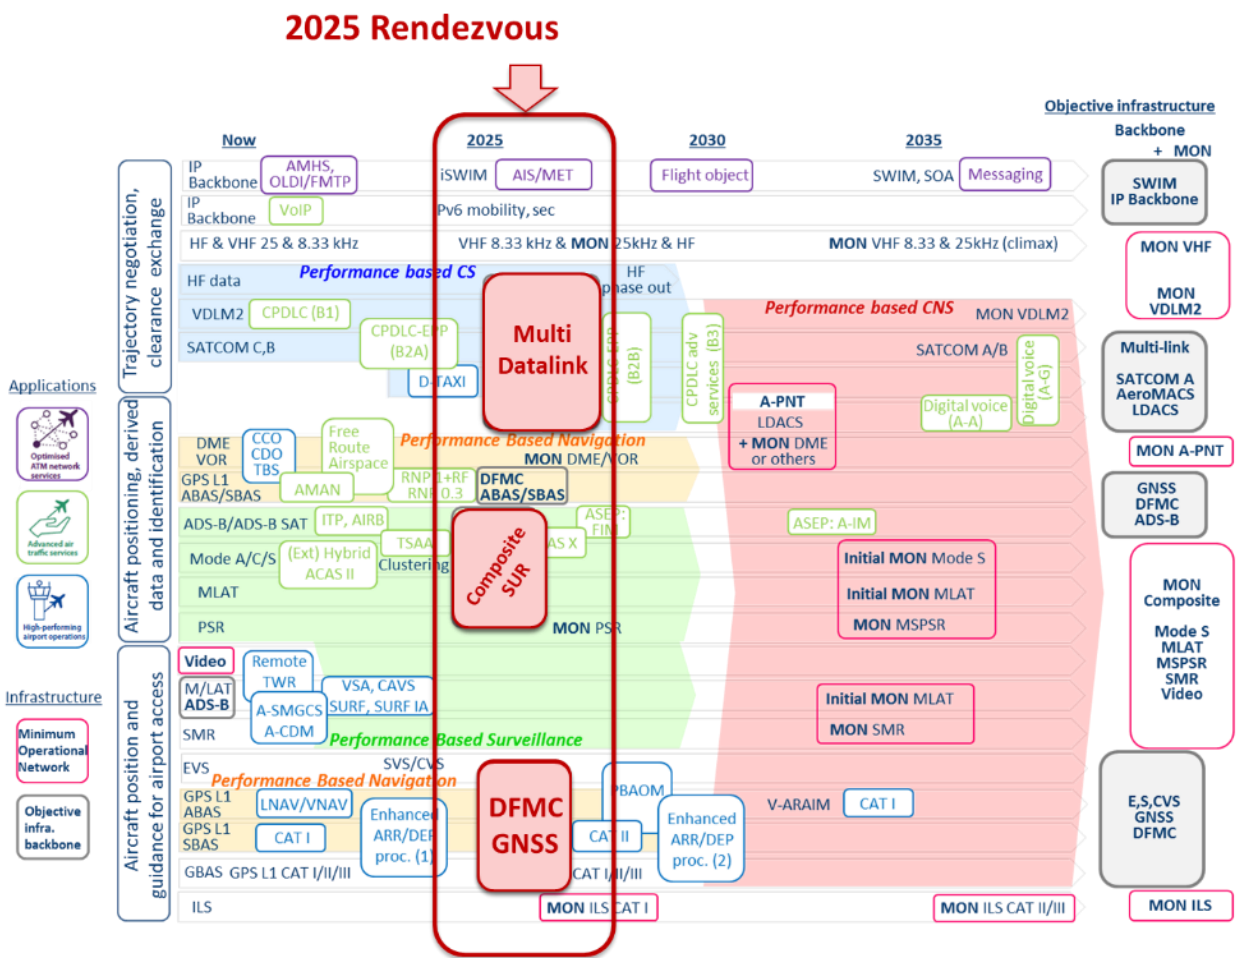 2025 Rendezvous
Objective infrastructure
Backbone
+ MON
Now
2025
2030
2035
Trajectory negotiation,
clearance exchange
IP
Backbone
AMHS,
OLDI/FMTP
iSWIM
AIS/MET
Flight object
SWIM, SOA
Messaging
SWIM
IP Backbone
IP
Backbone
VoIP
Pv6 mobility, sec
HF & VHF 25 & 8.33 kHz
VHF 8.33 kHz & MON 25kHz & HF
MON VHF 8.33 & 25kHz (climax)
MON VHF
MON
VDLM2
HF data
Performance based CS
HF
phase out
VDLM2
CPDLC (B1)
Performance based CNS
MON VDLM2
SATCOM C,B
CPDLC-EPP
(B2A)
Multi
Datalink
CPDLC-EPP
(B2B)
CPDLC adv
services (B3)
SATCOM A/B
Digital voice
(A-G)
Multi-link
SATCOM A
AeroMACS
LDACS
D-TAXI
A-PNT
LDACS
+ MON DME
or others
Digital voice
(A-A)
Applications
Optimised
ATM network
services
Advanced air
traffic services
High-performing
airport operations
Aircraft positioning, derived
data and identification
DME
VOR
CCO
CDO
TBS
Free
Route
Airspace
Performance Based Navigation
MON DME/VOR
MON A-PNT
GPS L1
ABAS/SBAS
AMAN
RNP 1+RF
RNP 0.3
DFMC
ABAS/SBAS
GNSS
DFMC
ADS-B
ADS-B/ADS-B SAT
ITP, AIRB
TSAA
ASEP:
FIM
ASEP: A-IM
Mode A/C/S
(Ext) Hybrid
ACAS II
Clustering
Composite
SUR
AS X
Initial MON Mode S
MLAT
Initial MON MLAT
PSR
MON PSR
MON MSPSR
MON
Composite
Mode S
MLAT
MSPSR
SMR
Video
Infrastructure
Minimum
Operational
Network
Objective
infra.
backbone
Aircraft position and
guidance for airport access
Video
Remote
TWR
M/LAT
ADS-B
VSA, CAVS
SURF, SURF IA
A-SMGCS
A-CDM
Initial MON MLAT
SMR
Performance Based Surveillance
MON SMR
EVS
SVS/CVS
Performance Based Navigation
GPS L1
ABAS
LNAV/VNAV
Enhanced
ARR/DEP
proc. (1)
DFMC
GNSS
PBAOM
Enhanced
ARR/DEP
proc. (2)
V-ARAIM
CAT I
E,S,CVS
GNSS
DFMC
GPS L1
SBAS
CAT I
CAT II
GBAS GPS L1 CAT I/II/III
CAT I/II/III
ILS
MON ILS CAT I
MON ILS CAT II/III
MON ILS